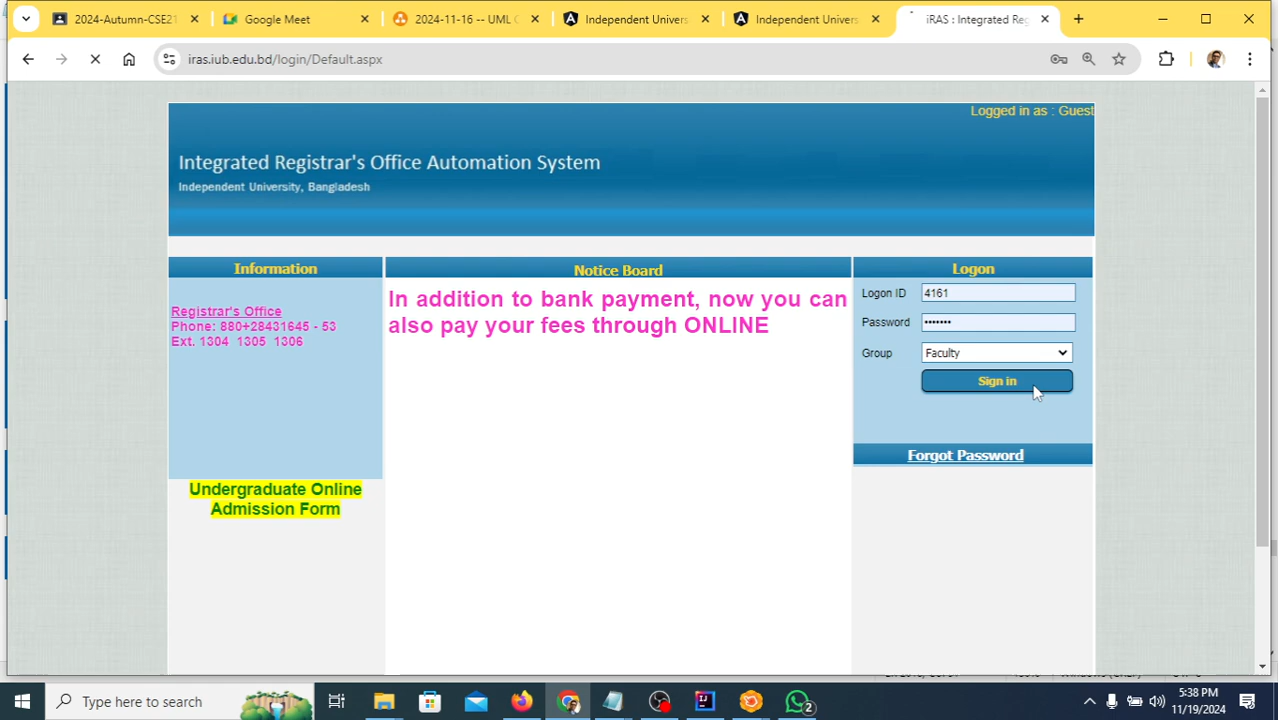 2024-Autumn-CSE21
Google Meet
2024-11-16 -- UML C
Independent Univers
Independent Univers
iRAS : Integrated Reg
iras.iub.edu.bd/login/Default.aspx
Logged in as : Guest
Integrated Registrar's Office Automation System
Independent University, Bangladesh
Information
Notice Board
Logon
Registrar's Office
Phone: 880+28431645 - 53
Ext. 1304 1305 1306
In addition to bank payment, now you can
also pay your fees through ONLINE
Logon ID 4161
Password •••••••
Group Faculty
Sign in
Forgot Password
Undergraduate Online
Admission Form
Type here to search
2
5:38 PM
11/19/2024